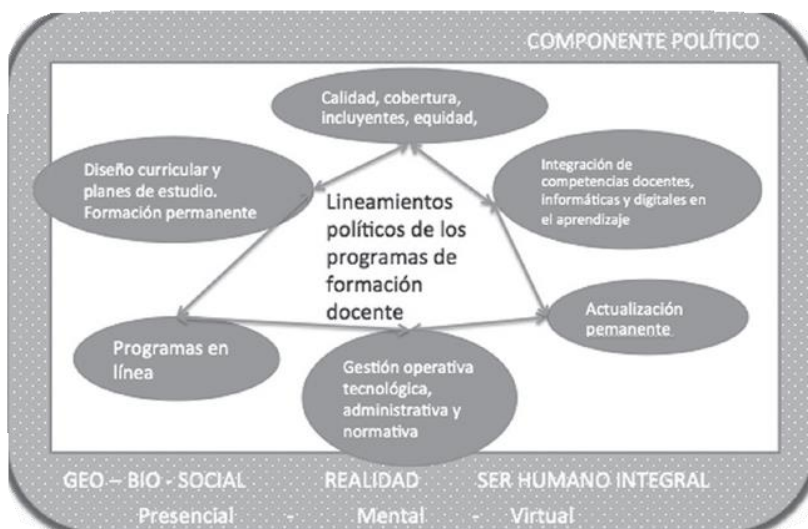 COMPONENTE POLÍTICO
Calidad, cobertura,
incluyentes, equidad,
Diseño curricular y
planes de estudio.
Formación permanente
Integración de
competencias docentes,
informáticas y digitales en
el aprendizaje
Lineamientos
políticos de los
programas de
formación
docente
Programas en
línea
Gestión operativa
tecnológica,
administrativa y
normativa
Actualización
pemanente
GEO – BIO - SOCIAL REALIDAD SER HUMANO INTEGRAL
Presencial - Mental - Virtual